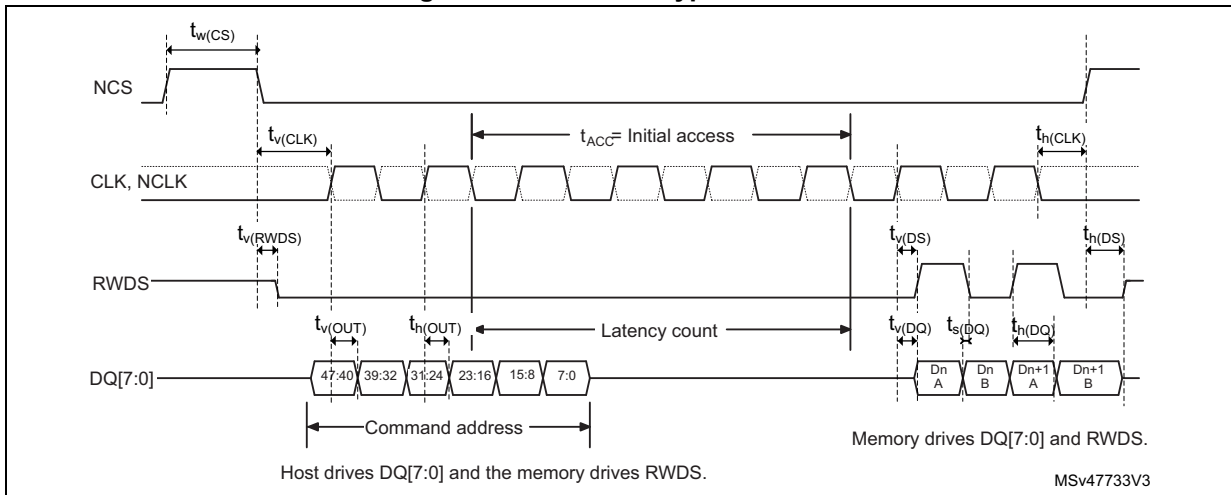 tw(CS)
NCS
tv(CLK)
tACC= Initial access
th(CLK)
CLK, NCLK
tv(RWDS)
tv(DS)
th(DS)
RWDS
tv(OUT)
th(OUT)
Latency count
tv(DQ)
ts(DQ)
th(DQ)
DQ[7:0]
47:40 39:32 31:24 23:16 15:8 7:0
Dn A
Dn B
Dn+1 A
Dn+1 B
Command address
Memory drives DQ[7:0] and RWDS.
Host drives DQ[7:0] and the memory drives RWDS.
MSv47733V3